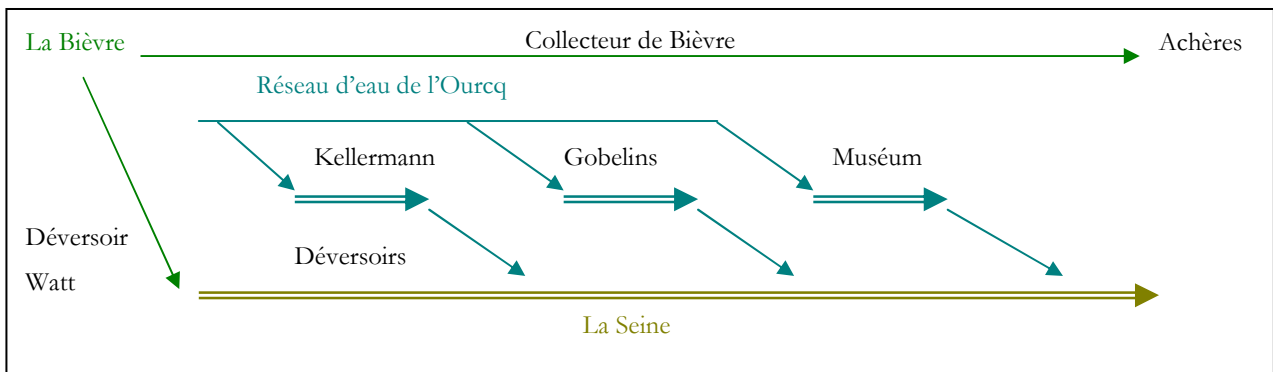 La Bièvre
Collecteur de Bièvre
Achères
Réseau d'eau de l'Ourcq
Kellermann
Gobelins
Muséum
Déversoir
Watt
Déversoirs
La Seine